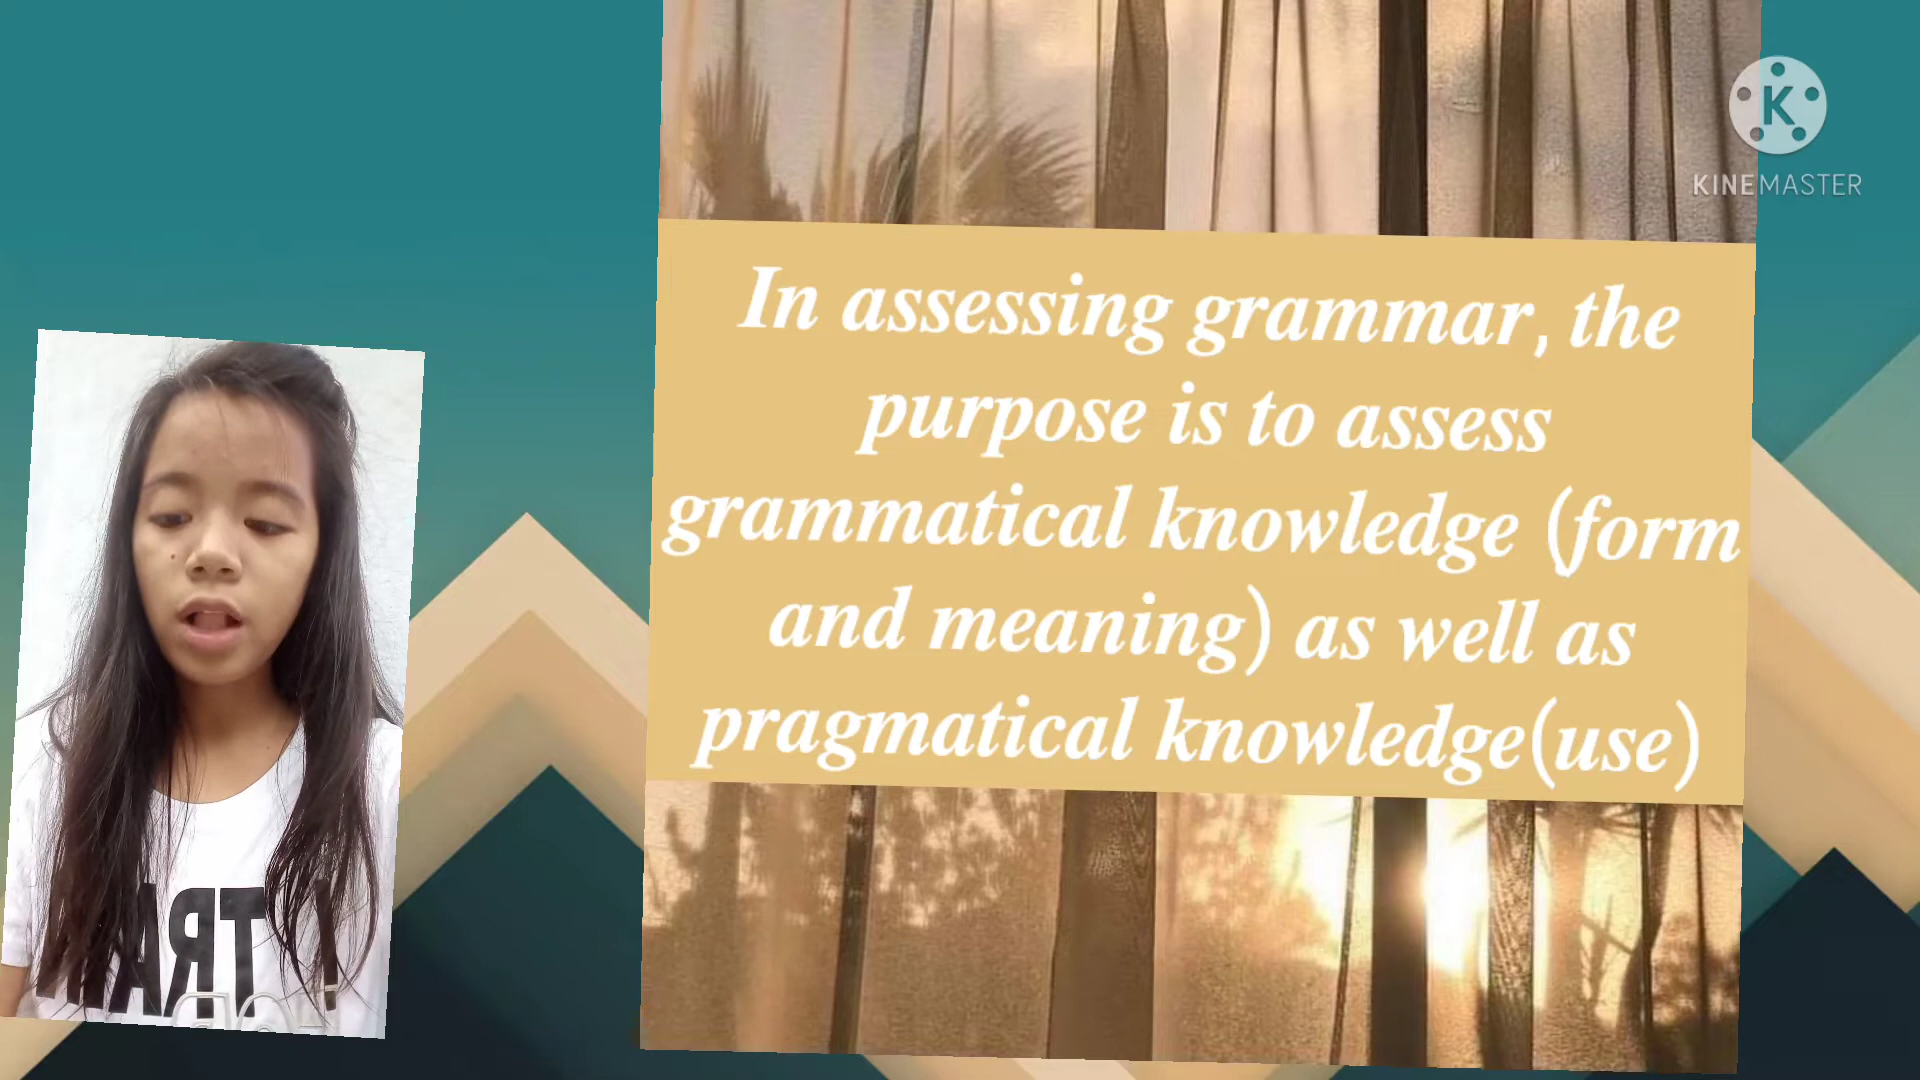 K
KINEMASTER
In assessing grammar, the
purpose is to assess
grammatical knowledge (form
and meaning) as well as
pragmatical knowledge(use)